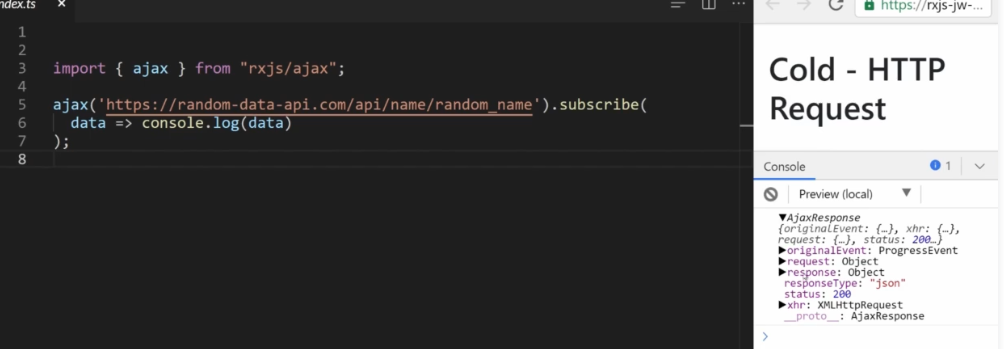 index.ts
https://rxjs-jw-...
1
2
3 import { ajax } from "rxjs/ajax";
4
5 ajax('https://random-data-api.com/api/name/random_name').subscribe(
6 data => console.log(data)
7 );
8
Cold - HTTP
Request
Console 1
Preview (local)
▼AjaxResponse
{originalEvent: {…}, xhr: {…},
request: {…}, status: 200…}
▶originalEvent: ProgressEvent
▶request: Object
▶response: Object
responseType: "json"
status: 200
▶xhr: XMLHttpRequest
__proto__: AjaxResponse